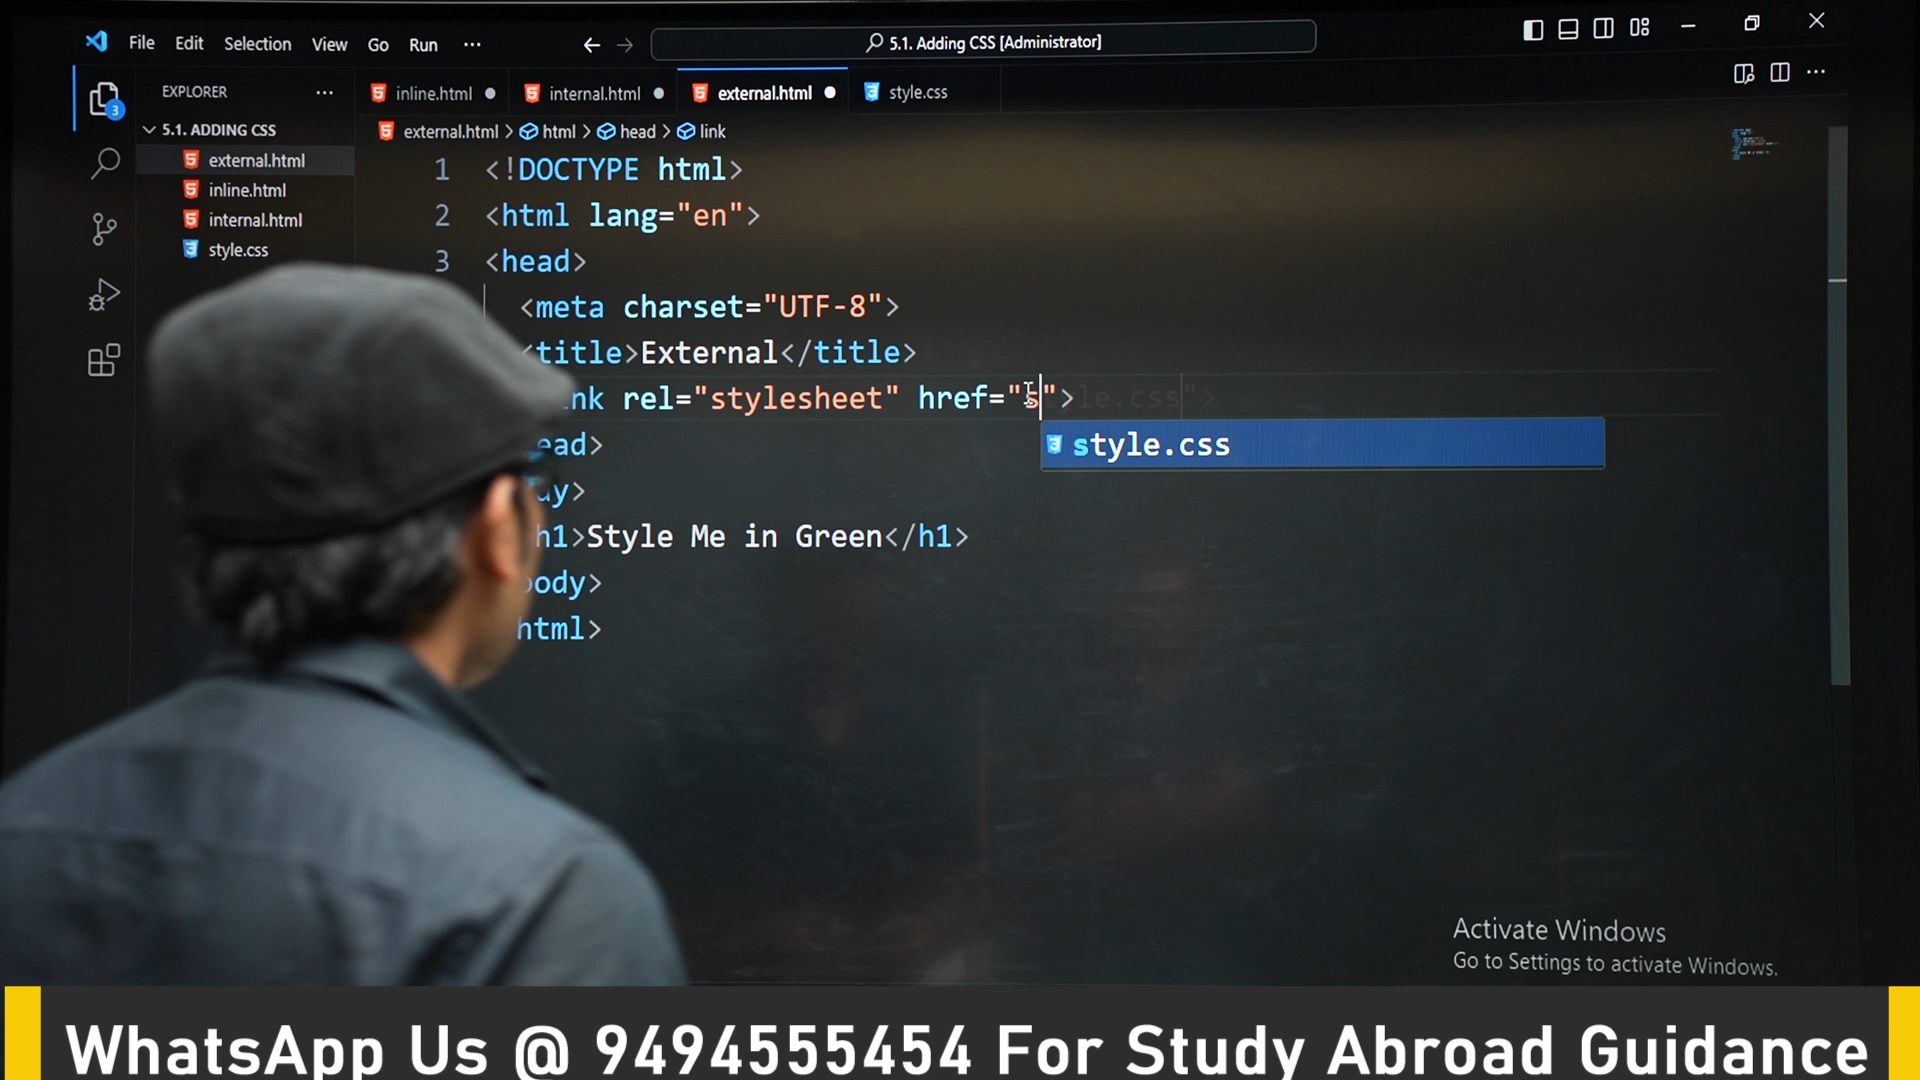 File Edit Selection View Go Run ···
5.1. Adding CSS [Administrator]
EXPLORER ···
inline.html
internal.html
external.html
style.css
5.1. ADDING CSS
external.html
inline.html
internal.html
style.css
3
external.html > html > head > link
1 <!DOCTYPE html>
2 <html lang="en">
3 <head>
<meta charset="UTF-8">
<title>External</title>
nk rel="stylesheet" href="s">
style.css
ead>
dy>
h1>Style Me in Green</h1>
body>
html>
Activate Windows
Go to Settings to activate Windows.
WhatsApp Us @ 9494555454 For Study Abroad Guidance